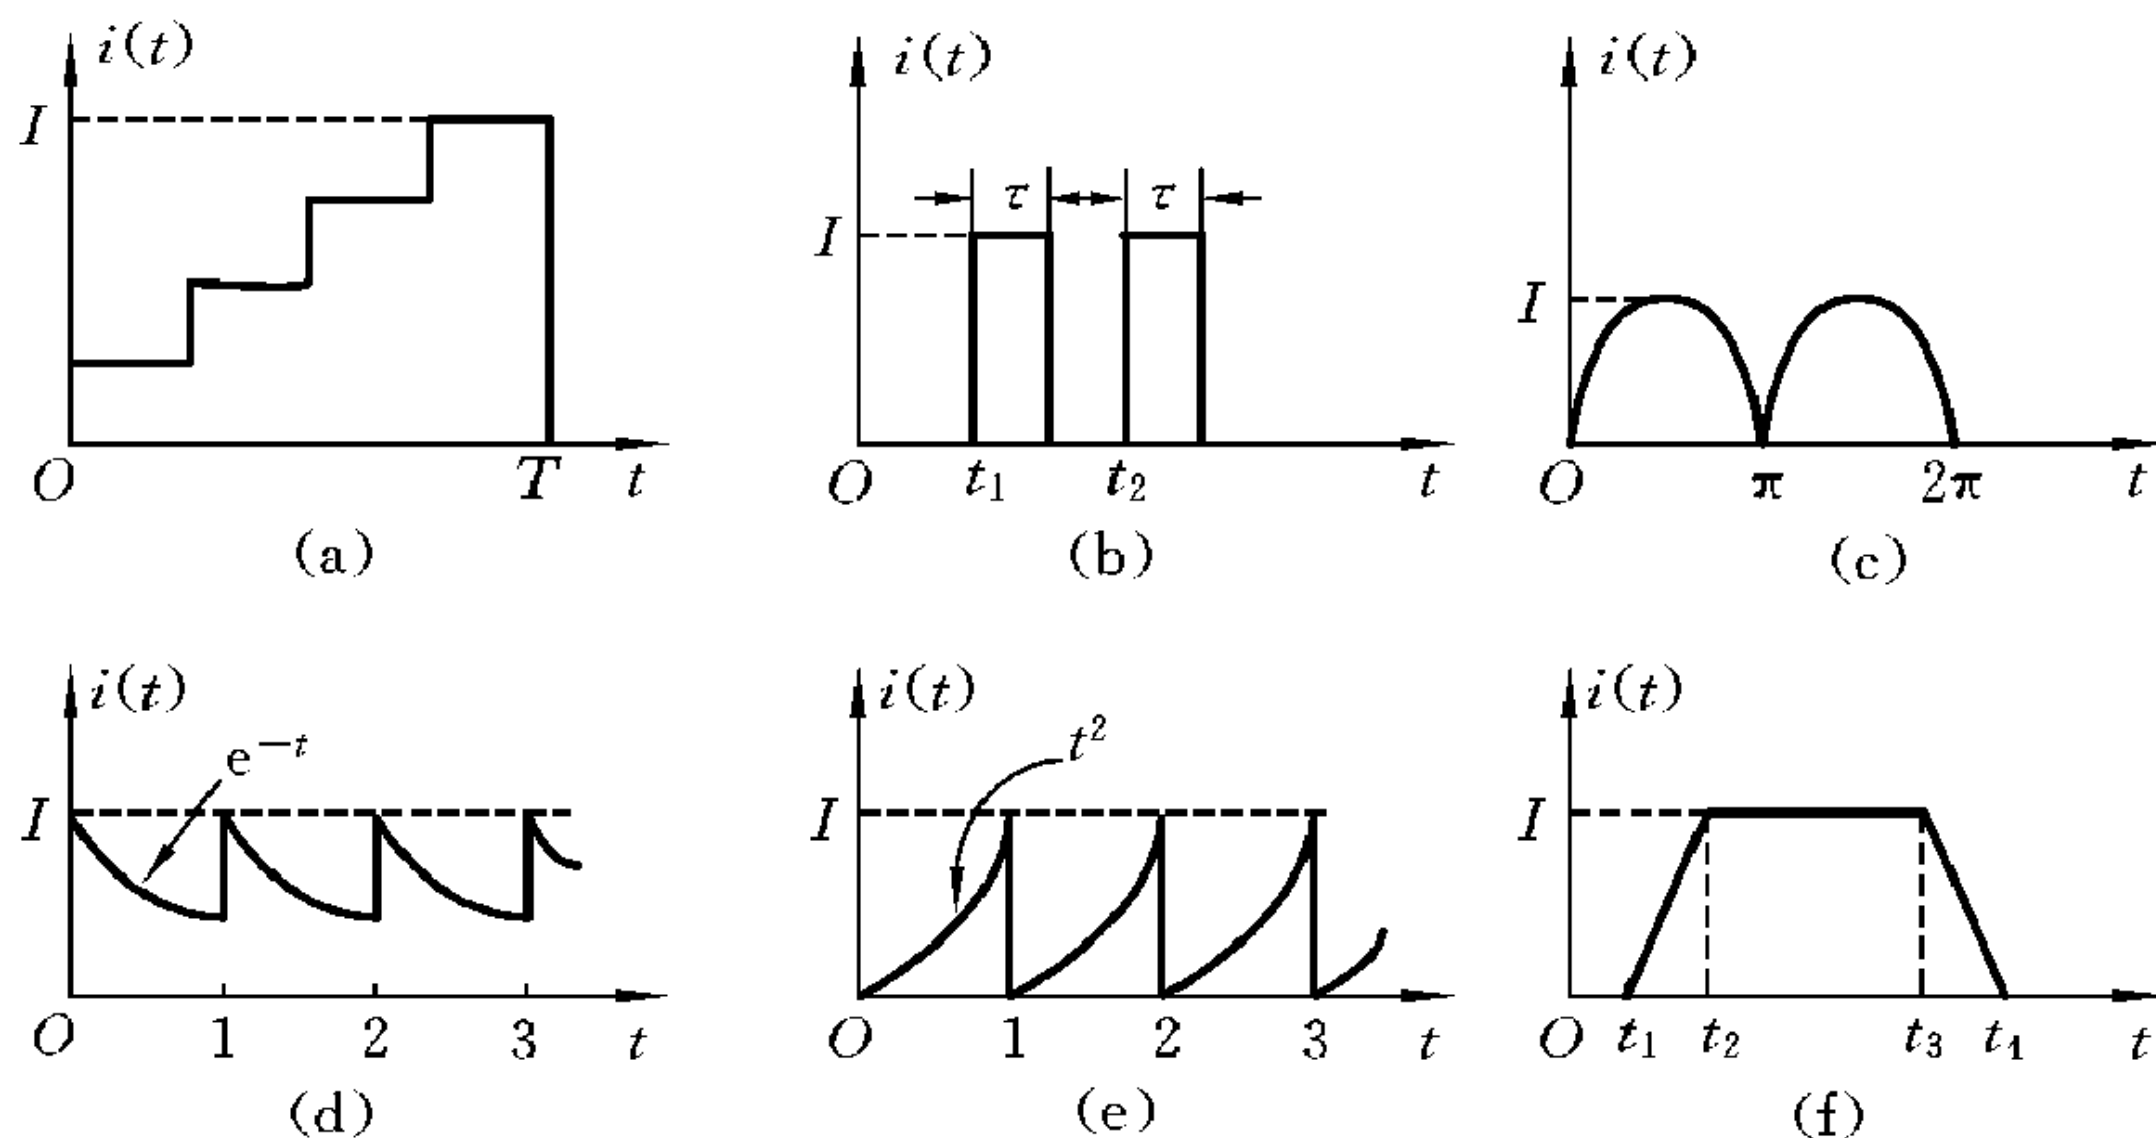 i(t) i(t) i(t)
I
τ τ
I
I
O T t O t₁ t₂ t O π 2π t
(a) (b) (c)
i(t) i(t) i(t)
e⁻ᵗ t²
I I I
O 1 2 3 t O 1 2 3 t O t₁ t₂ t₃ t₄ t
(d) (e) (f)